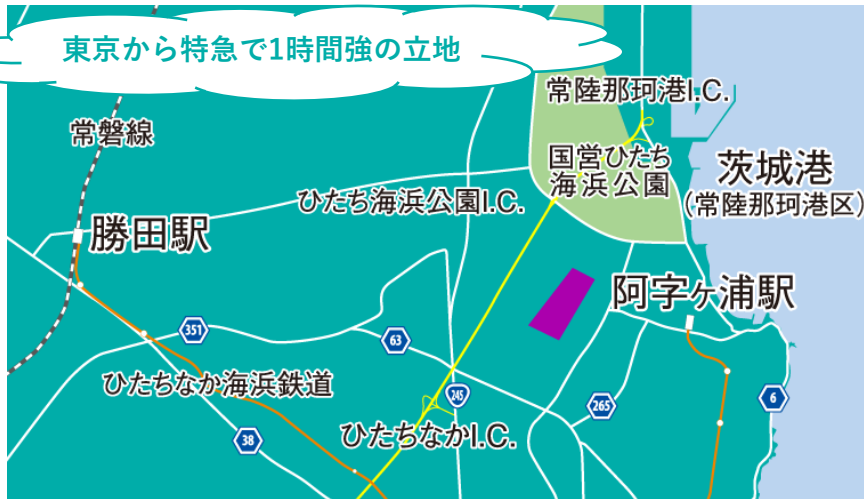 東京から特急で1時間強の立地
常陸那珂港I.C.
常磐線
国営ひたち
海浜公園
茨城港
(常陸那珂港区)
ひたち海浜公園I.C.
勝田駅
阿字ヶ浦駅
351
63
ひたちなか海浜鉄道
245
265
6
38
ひたちなかI.C.